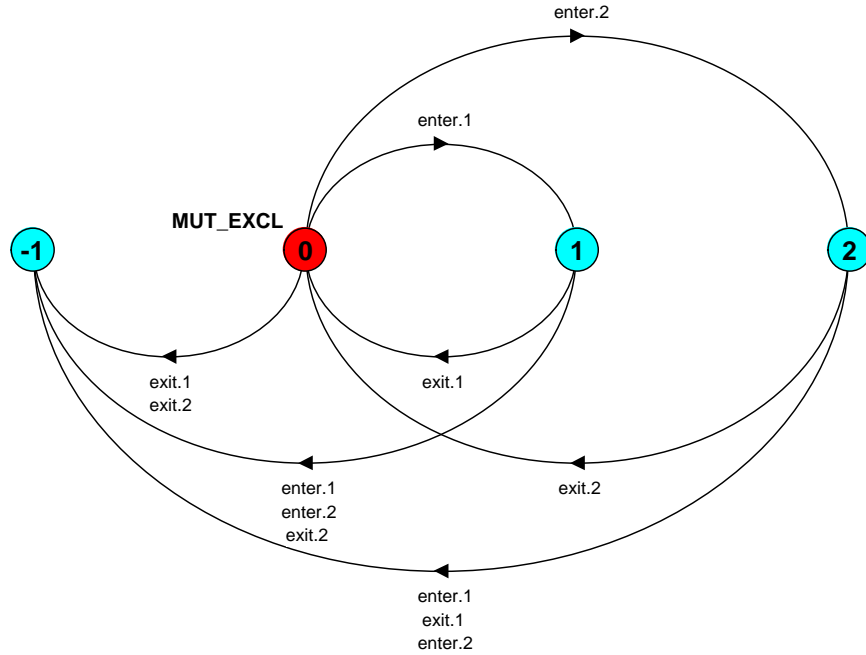 enter.2
enter.1
MUT_EXCL
-1
0
1
2
exit.1
exit.2
exit.1
enter.1
enter.2
exit.2
exit.2
enter.1
exit.1
enter.2